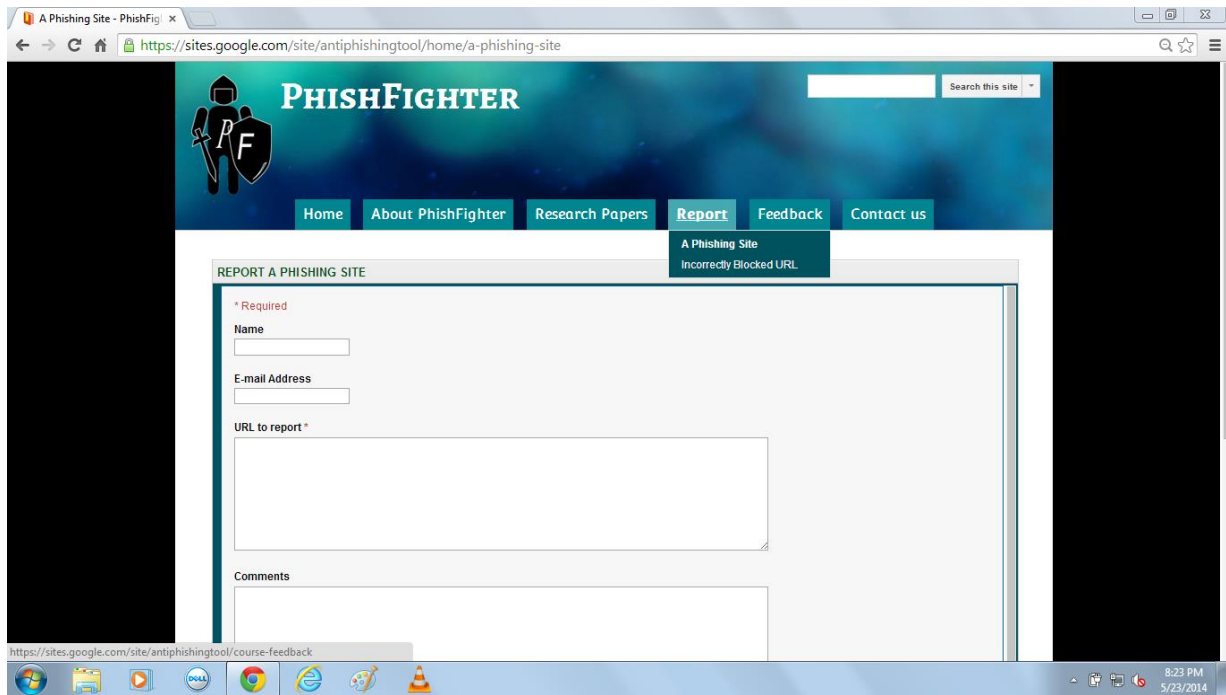 A Phishing Site - PhishFig
https://sites.google.com/site/antiphishingtool/home/a-phishing-site
PHISHFIGHTER
Search this site
PF
Home About PhishFighter Research Papers Report Feedback Contact us
A Phishing Site
Incorrectly Blocked URL
REPORT A PHISHING SITE
* Required
Name
E-mail Address
URL to report *
Comments
https://sites.google.com/site/antiphishingtool/course-feedback
DELL
8:23 PM
5/23/2014